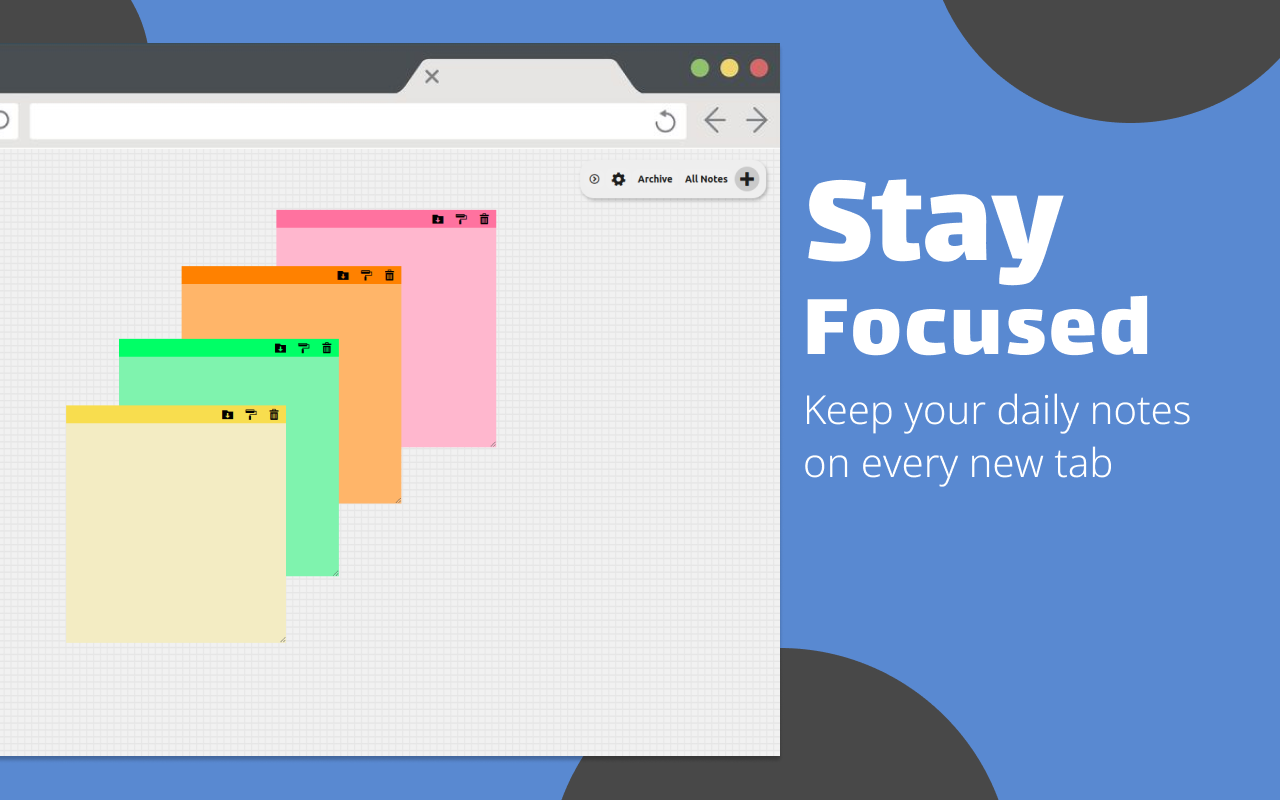 Archive All Notes
Stay
Focused
Keep your daily notes
on every new tab